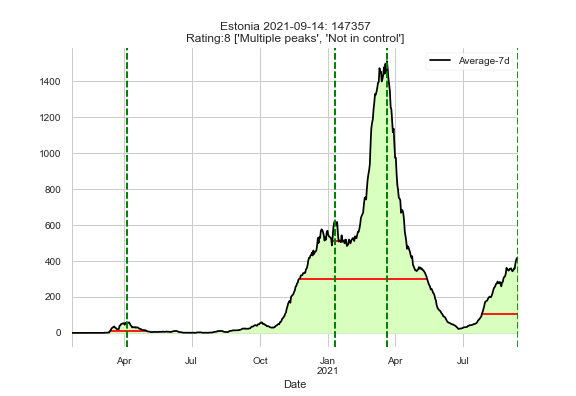 Estonia 2021-09-14: 147357
Rating:8 ['Multiple peaks', 'Not in control']
Average-7d
1400
1200
1000
800
600
400
200
0
Apr Jul Oct Jan Apr Jul
2021
Date